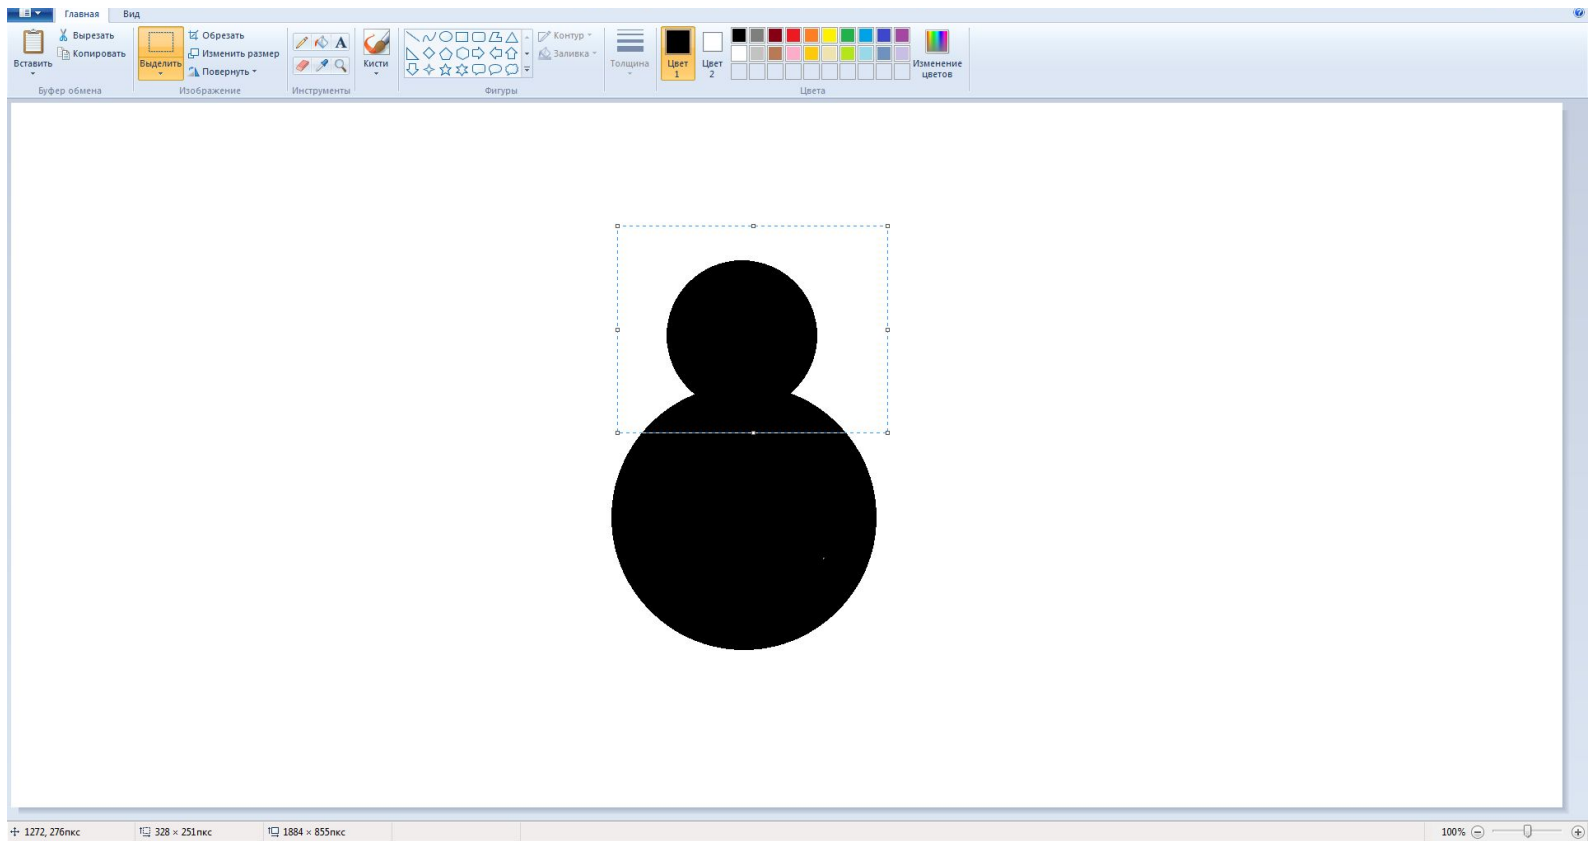 Главная Вид
Вставить
Вырезать
Копировать
Буфер обмена
Выделить
Обрезать
Изменить размер
Повернуть
Изображение
A
Инструменты
Кисти
Контур
Заливка
Фигуры
Толщина
Цвет
1
Цвет
2
Изменение
цветов
Цвета
1272, 276пкс 328 × 251пкс 1884 × 855пкс 100%